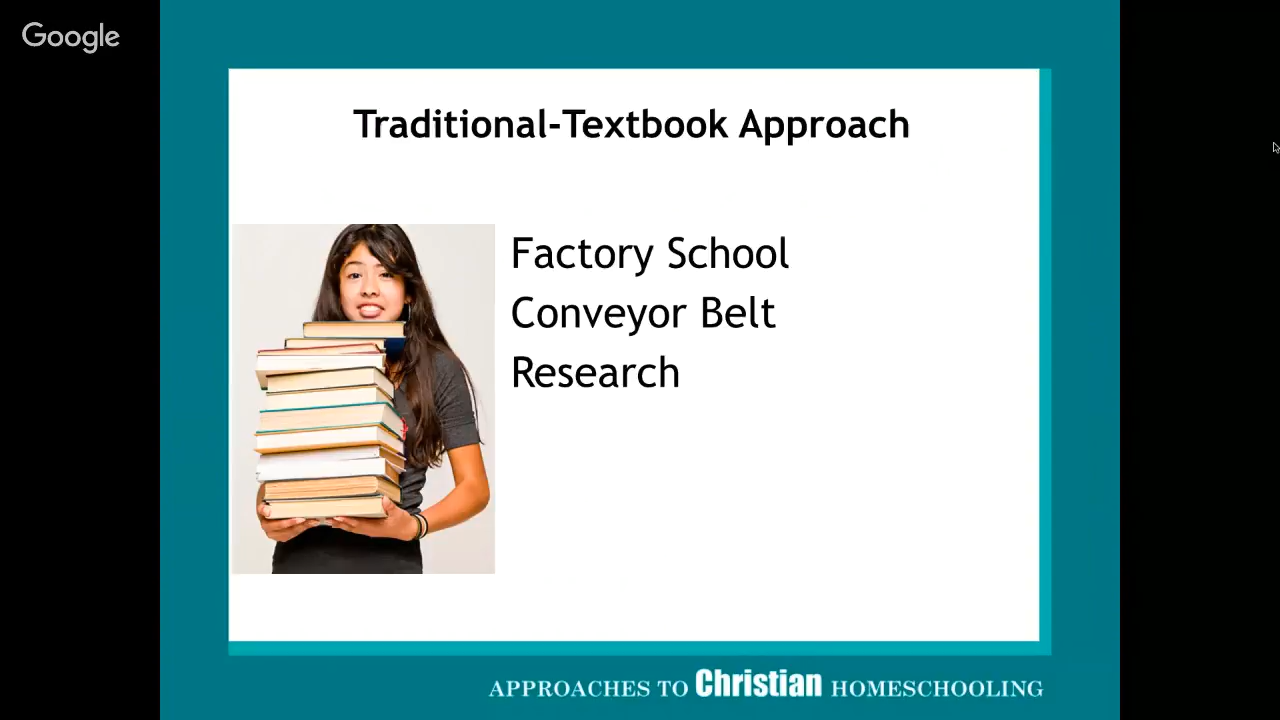 Google
Traditional-Textbook Approach
Factory School
Conveyor Belt
Research
APPROACHES TO Christian HOMESCHOOLING